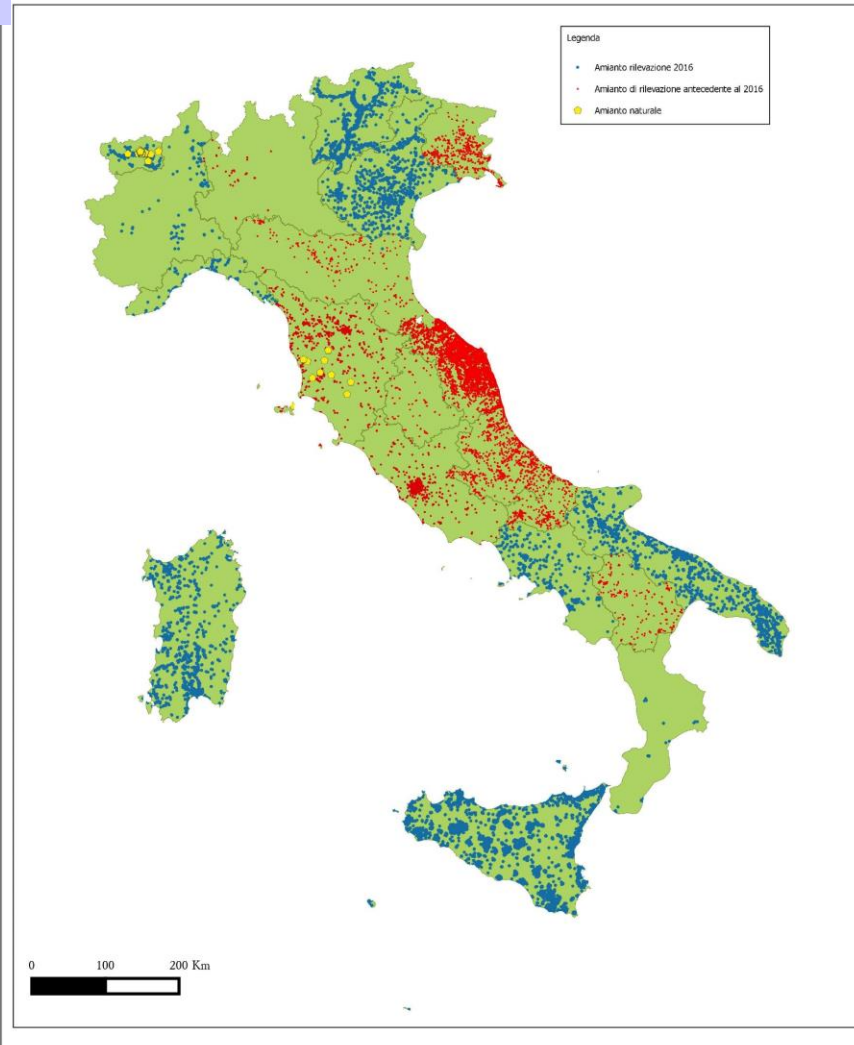 Legenda
Amianto rilevazione 2016
Amianto di rilevazione antecedente al 2016
Amianto naturale
0 100 200 Km